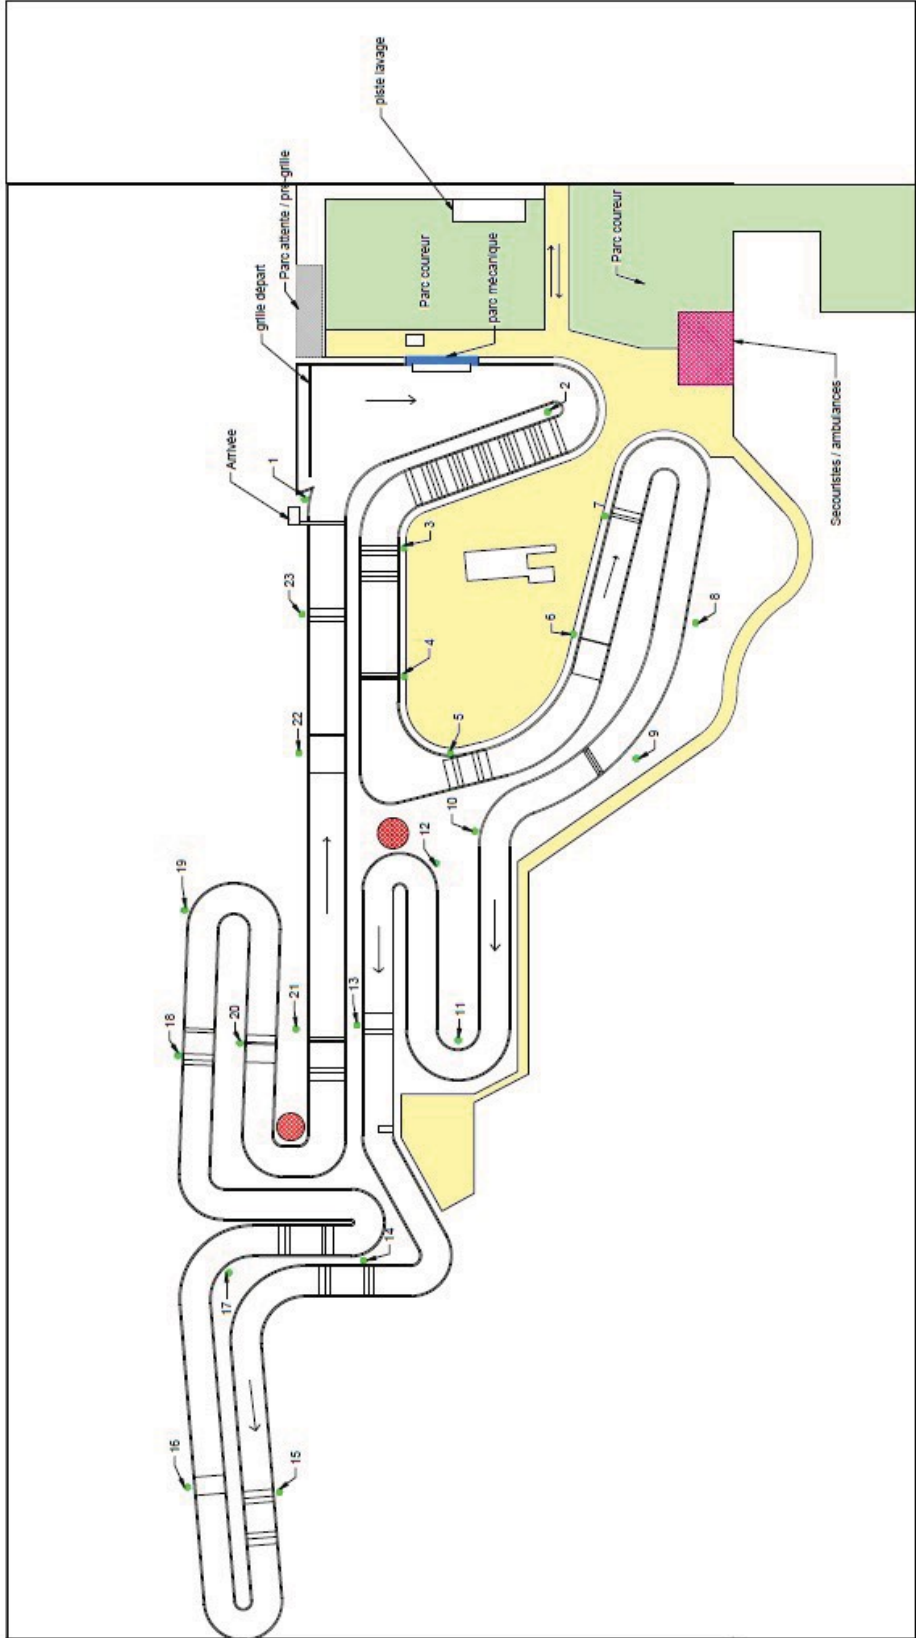 piste lavage
Parc attente / pré-grille
grille départ
Parc coureur
parc mécanique
Parc coureur
Secouristes / ambulances
Arrivée
1
2
3
4
5
6
7
8
9
10
11
12
13
14
15
16
17
18
19
20
21
22
23